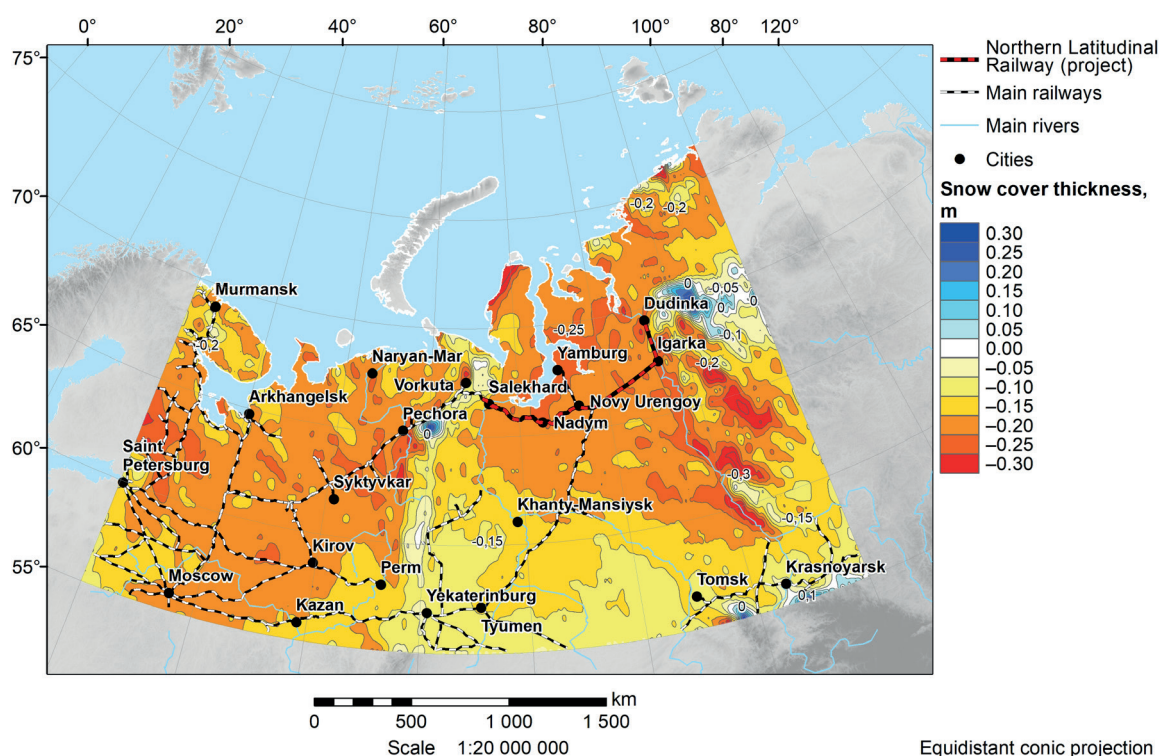 0° 20° 40° 60° 80° 100° 80° 120°
75°
70°
65°
60°
55°
Northern Latitudinal
Railway (project)
Main railways
Main rivers
Cities
Snow cover thickness,
m
0.30
0.25
0.20
0.15
0.10
0.05
0.00
−0.05
−0.10
−0.15
−0.20
−0.25
−0.30
-0,2
-0,2
Murmansk
-0,2
0
-0,05
0
0
Dudinka
-0,1
-0,25
Naryan-Mar
Yamburg
Igarka
-0,2
Vorkuta
Salekhard
Arkhangelsk
Novy Urengoy
Pechora
0
Nadym
Saint
Petersburg
-0,3
Syktyvkar
Khanty-Mansiysk
-0,15
-0,15
Kirov
Moscow
Perm
Tomsk
Krasnoyarsk
Yekaterinburg
Kazan
0
0,1
Tyumen
0 500 1 000 1 500 km
Scale 1:20 000 000
Equidistant conic projection
20° 40° 60° 80° 100°